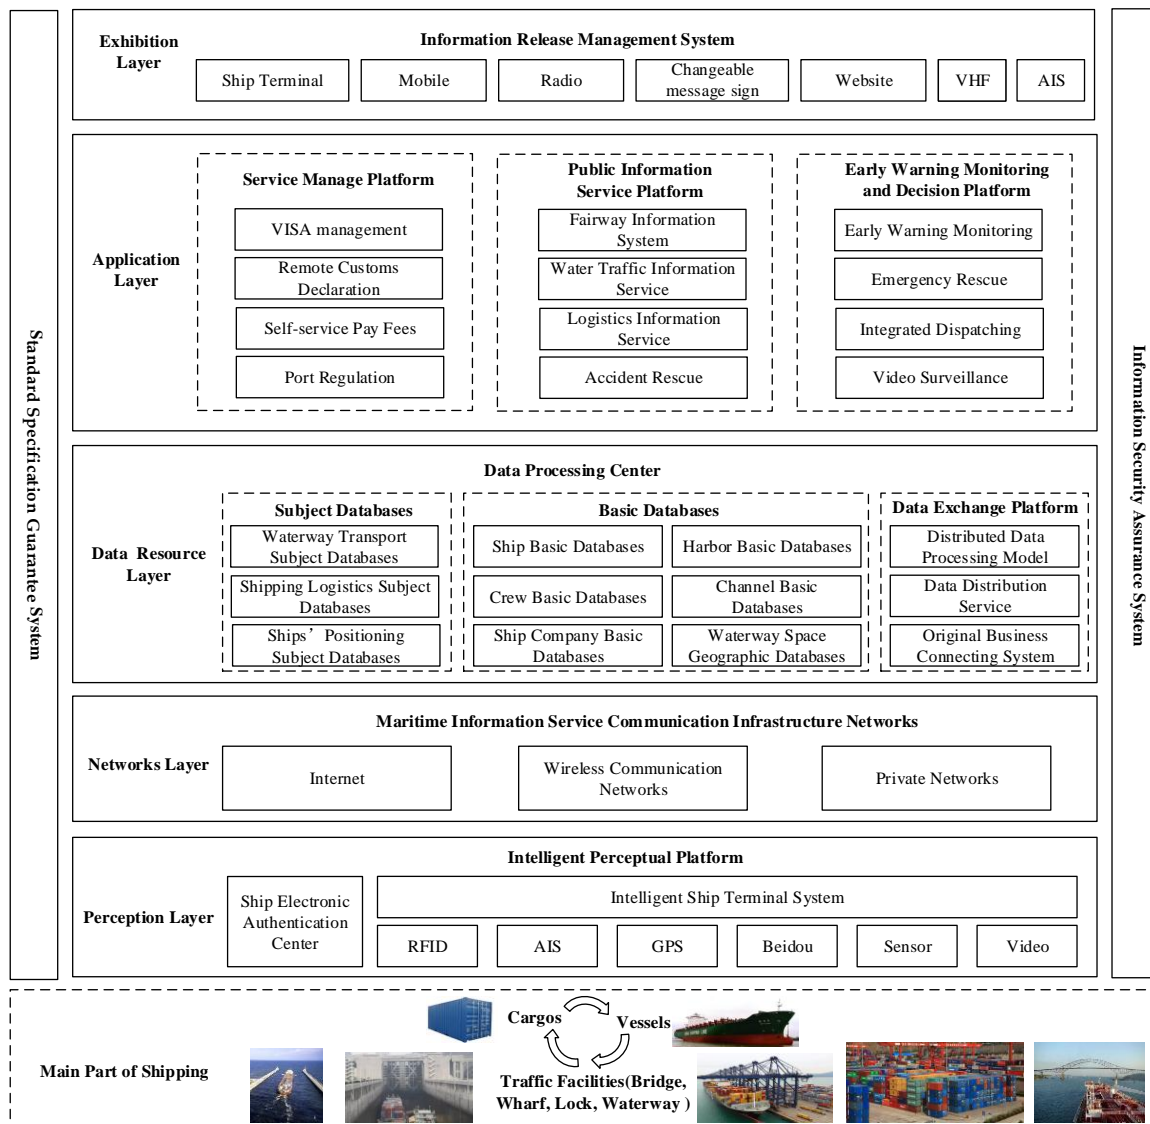 Standard Specification Guarantee System
Information Security Assurance System
Exhibition
Layer
Information Release Management System
Ship Terminal
Mobile
Radio
Changeable
message sign
Website
VHF
AIS
Application
Layer
Service Manage Platform
VISA management
Remote Customs
Declaration
Self-service Pay Fees
Port Regulation
Public Information
Service Platform
Fairway Information
System
Water Traffic Information
Service
Logistics Information
Service
Accident Rescue
Early Warning Monitoring
and Decision Platform
Early Warning Monitoring
Emergency Rescue
Integrated Dispatching
Video Surveillance
Data Resource
Layer
Data Processing Center
Subject Databases
Waterway Transport
Subject Databases
Shipping Logistics Subject
Databases
Ships’ Positioning
Subject Databases
Basic Databases
Ship Basic Databases
Harbor Basic Databases
Crew Basic Databases
Channel Basic
Databases
Ship Company Basic
Databases
Waterway Space
Geographic Databases
Data Exchange Platform
Distributed Data
Processing Model
Data Distribution
Service
Original Business
Connecting System
Networks Layer
Maritime Information Service Communication Infrastructure Networks
Internet
Wireless Communication
Networks
Private Networks
Perception Layer
Intelligent Perceptual Platform
Ship Electronic
Authentication
Center
Intelligent Ship Terminal System
RFID
AIS
GPS
Beidou
Sensor
Video
Main Part of Shipping
Cargos
Vessels
Traffic Facilities(Bridge,
Wharf, Lock, Waterway )